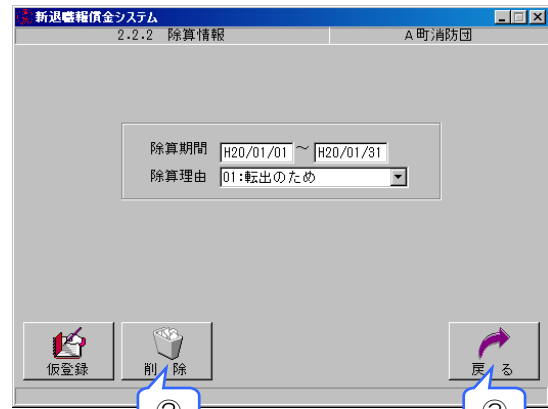 新退職報償金システム
2.2.2 除算情報 A町消防団
除算期間 H20/01/01 ～ H20/01/31
除算理由 01:転出のため
仮登録 削除 戻る